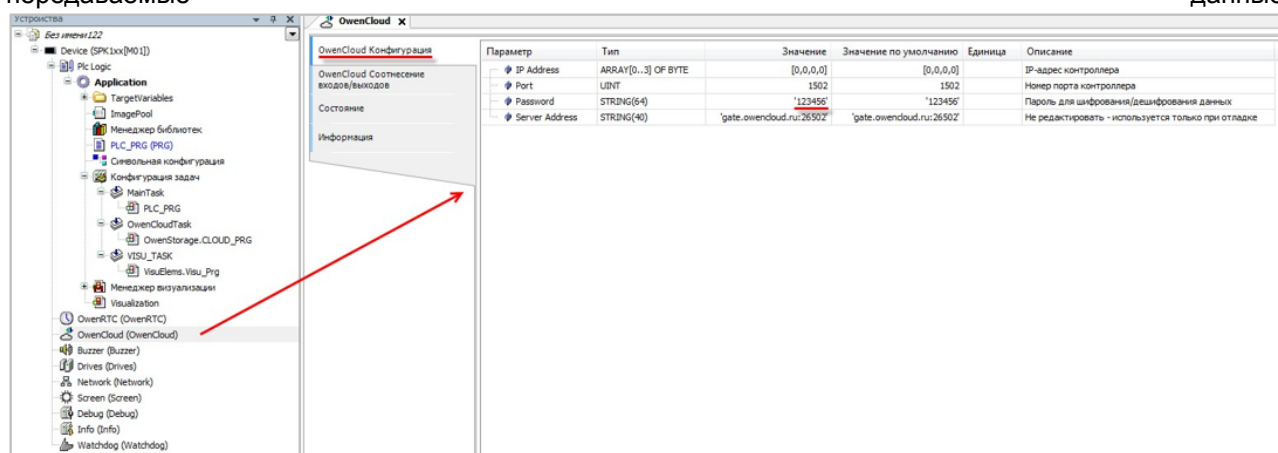 передаваемые данные
Устройства
OwenCloud x
Без имени122
Device (SPK1xx[M01])
Plc Logic
Application
TargetVariables
ImagePool
Менеджер библиотек
PLC_PRG (PRG)
Символьная конфигурация
Конфигурация задач
MainTask
PLC_PRG
OwenCloudTask
OwenStorage.CLOUD_PRG
VISU_TASK
VisuElems.Visu_Prg
Менеджер визуализации
Visualization
OwenRTC (OwenRTC)
OwenCloud (OwenCloud)
Buzzer (Buzzer)
Drives (Drives)
Network (Network)
Screen (Screen)
Debug (Debug)
Info (Info)
Watchdog (Watchdog)
OwenCloud Конфигурация
OwenCloud Соотнесение
входов/выходов
Состояние
Информация
Параметр Тип Значение Значение по умолчанию Единица Описание
IP Address ARRAY[0..3] OF BYTE [0,0,0,0] [0,0,0,0] IP-адрес контроллера
Port UINT 1502 1502 Номер порта контроллера
Password STRING(64) '123456' '123456' Пароль для шифрования/дешифрования данных
Server Address STRING(40) 'gate.owencloud.ru:26502' 'gate.owencloud.ru:26502' Не редактировать - используется только при отладке